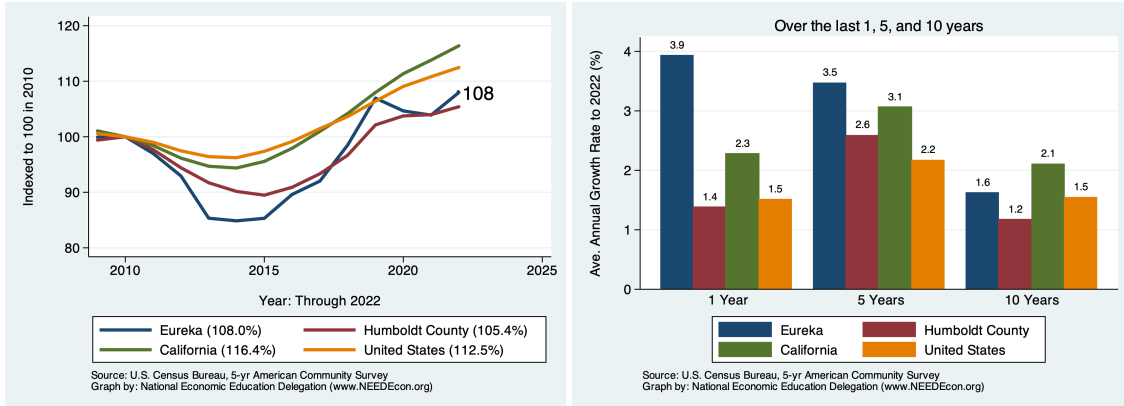 Indexed to 100 in 2010
120
110
100
90
80
108
2010
2015
2020
2025
Year: Through 2022
Eureka (108.0%)
Humboldt County (105.4%)
California (116.4%)
United States (112.5%)
Source: U.S. Census Bureau, 5-yr American Community Survey
Graph by: National Economic Education Delegation (www.NEEDEcon.org)
Over the last 1, 5, and 10 years
Ave. Annual Growth Rate to 2022 (%)
4
3
2
1
0
3.9
1.4
2.3
1.5
3.5
2.6
3.1
2.2
1.6
1.2
2.1
1.5
1 Year
5 Years
10 Years
Eureka
Humboldt County
California
United States
Source: U.S. Census Bureau, 5-yr American Community Survey
Graph by: National Economic Education Delegation (www.NEEDEcon.org)